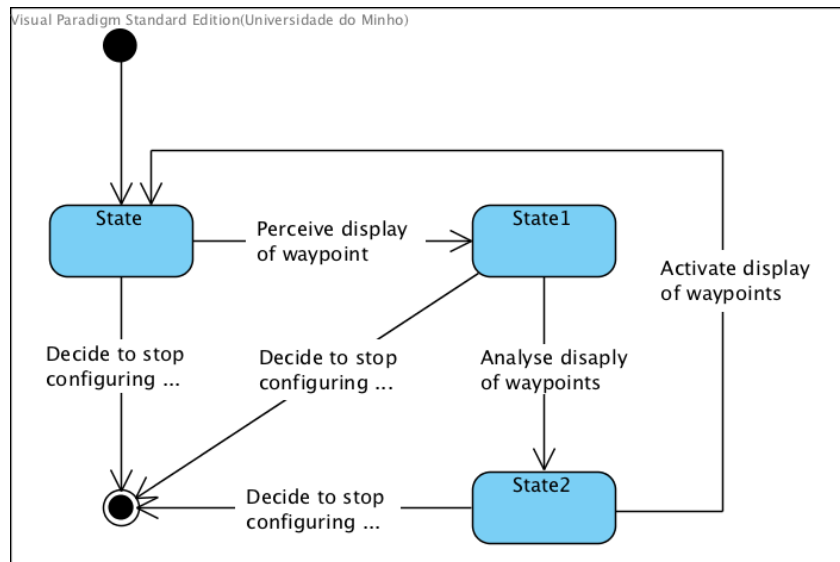 Visual Paradigm Standard Edition(Universidade do Minho)
State
Perceive display
of waypoint
State1
Activate display
of waypoints
Decide to stop
configuring ...
Decide to stop
configuring ...
Analyse disaply
of waypoints
Decide to stop
configuring ...
State2